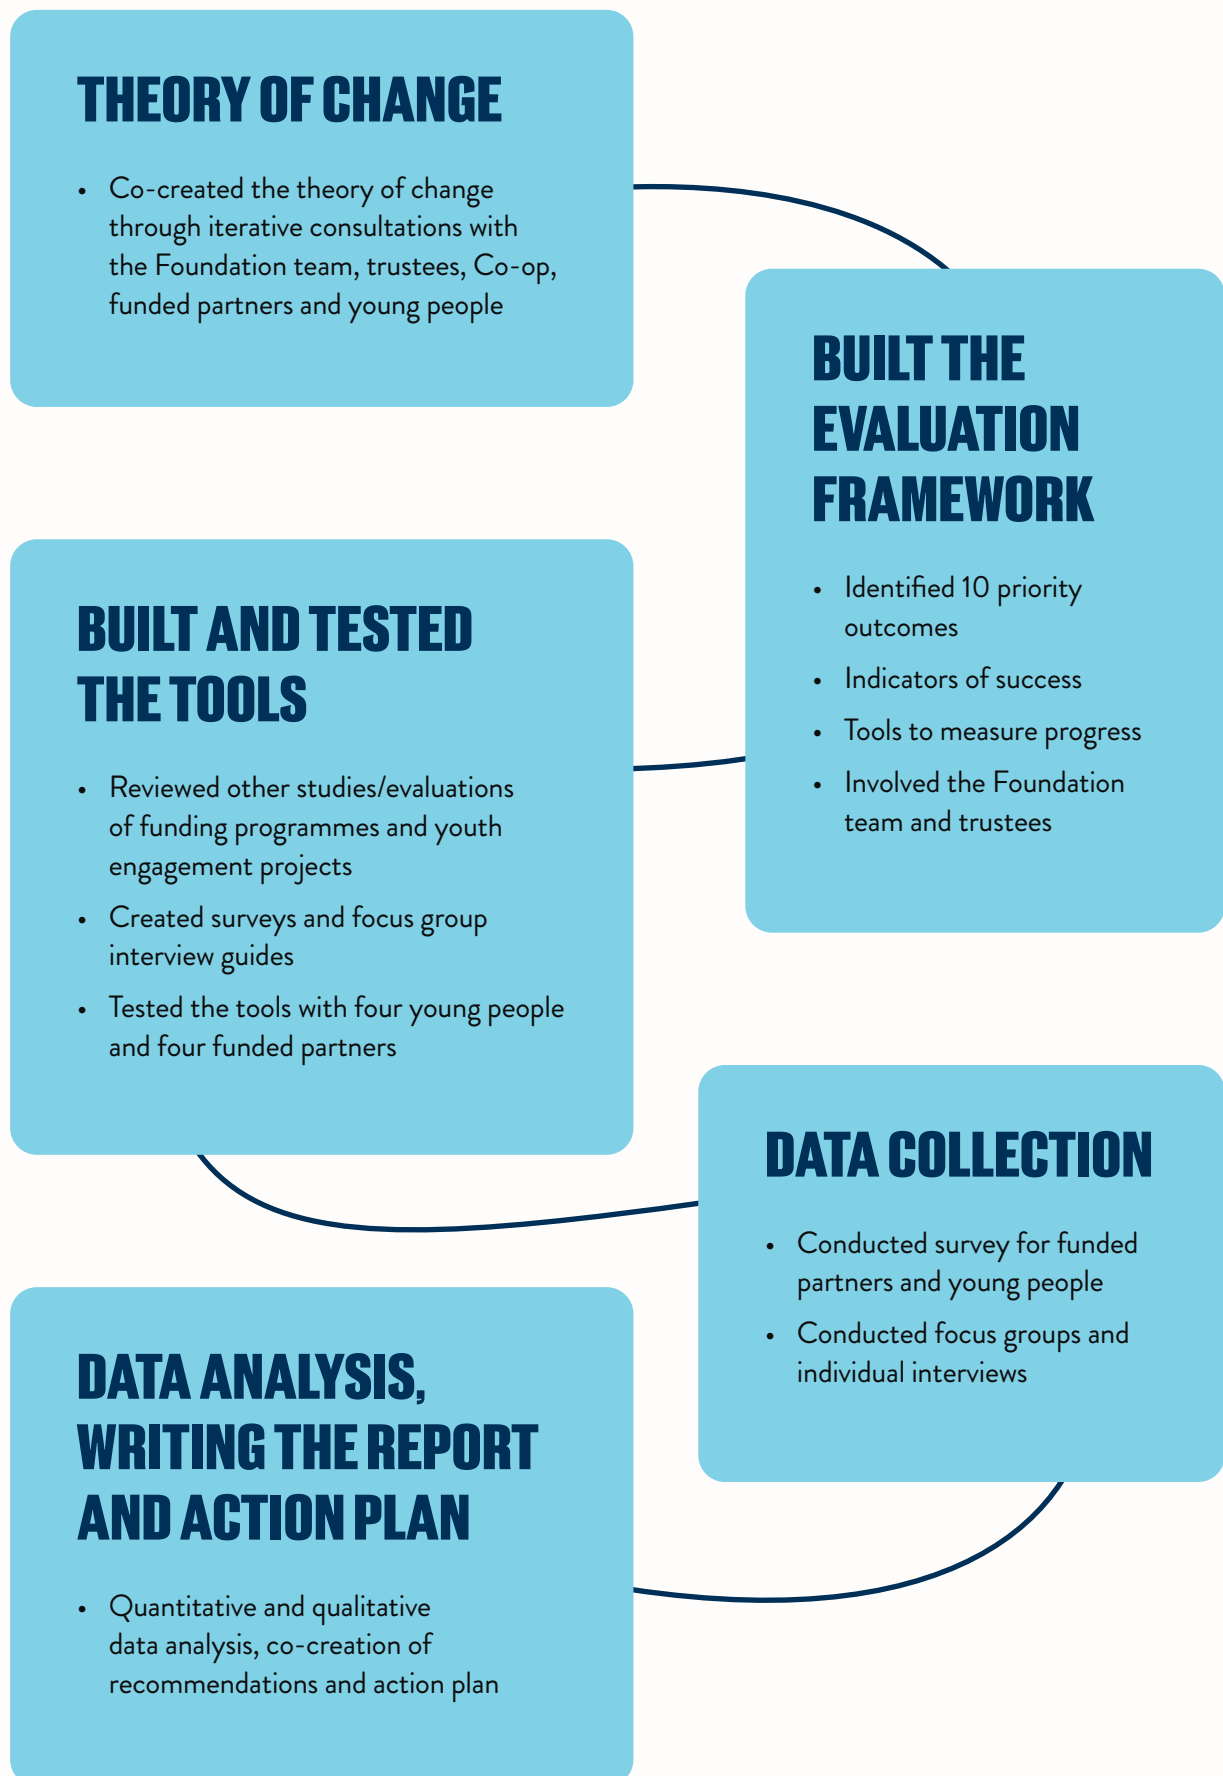 THEORY OF CHANGE
• Co-created the theory of change
through iterative consultations with
the Foundation team, trustees, Co-op,
funded partners and young people
BUILT THE
EVALUATION
FRAMEWORK
• Identified 10 priority
outcomes
• Indicators of success
• Tools to measure progress
• Involved the Foundation
team and trustees
BUILT AND TESTED
THE TOOLS
• Reviewed other studies/evaluations
of funding programmes and youth
engagement projects
• Created surveys and focus group
interview guides
• Tested the tools with four young people
and four funded partners
DATA COLLECTION
• Conducted survey for funded
partners and young people
• Conducted focus groups and
individual interviews
DATA ANALYSIS,
WRITING THE REPORT
AND ACTION PLAN
• Quantitative and qualitative
data analysis, co-creation of
recommendations and action plan